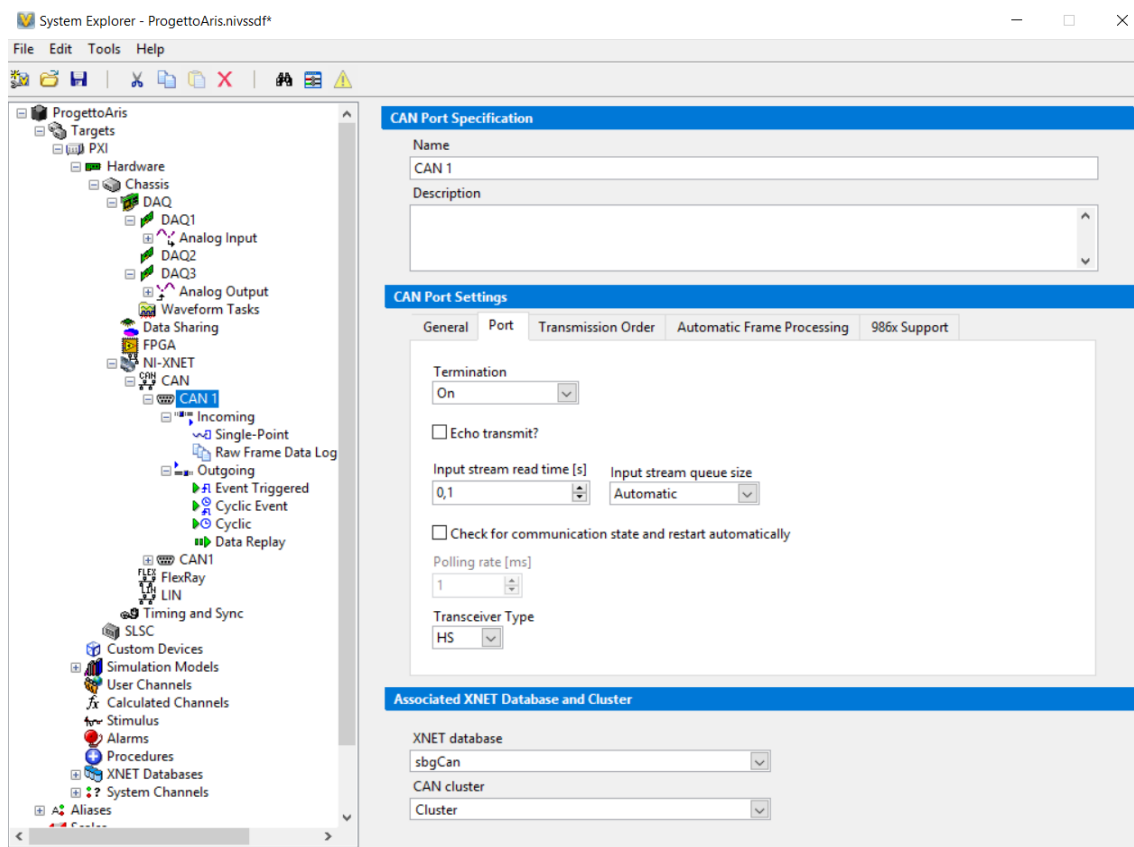 System Explorer - ProgettoAris.nivssdf*
File Edit Tools Help
ProgettoAris
Targets
PXI
Hardware
Chassis
DAQ
DAQ1
Analog Input
DAQ2
DAQ3
Analog Output
Waveform Tasks
Data Sharing
FPGA
NI-XNET
CAN
CAN 1
Incoming
Single-Point
Raw Frame Data Log
Outgoing
Event Triggered
Cyclic Event
Cyclic
Data Replay
CAN1
FlexRay
LIN
Timing and Sync
SLSC
Custom Devices
Simulation Models
User Channels
Calculated Channels
Stimulus
Alarms
Procedures
XNET Databases
System Channels
Aliases
CAN Port Specification
Name
CAN 1
Description
CAN Port Settings
General Port Transmission Order Automatic Frame Processing 986x Support
Termination
On
Echo transmit?
Input stream read time [s] Input stream queue size
0,1 Automatic
Check for communication state and restart automatically
Polling rate [ms]
1
Transceiver Type
HS
Associated XNET Database and Cluster
XNET database
sbgCan
CAN cluster
Cluster